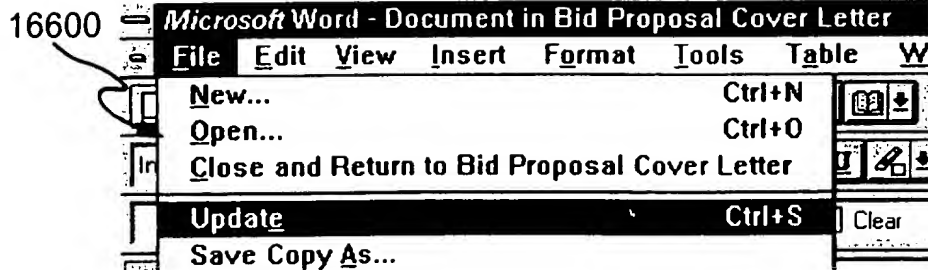 16600
Microsoft Word - Document in Bid Proposal Cover Letter
File Edit View Insert Format Tools Table W
New... Ctrl+N
Open... Ctrl+O
Close and Return to Bid Proposal Cover Letter
Update Ctrl+S
Clear
Save Copy As...